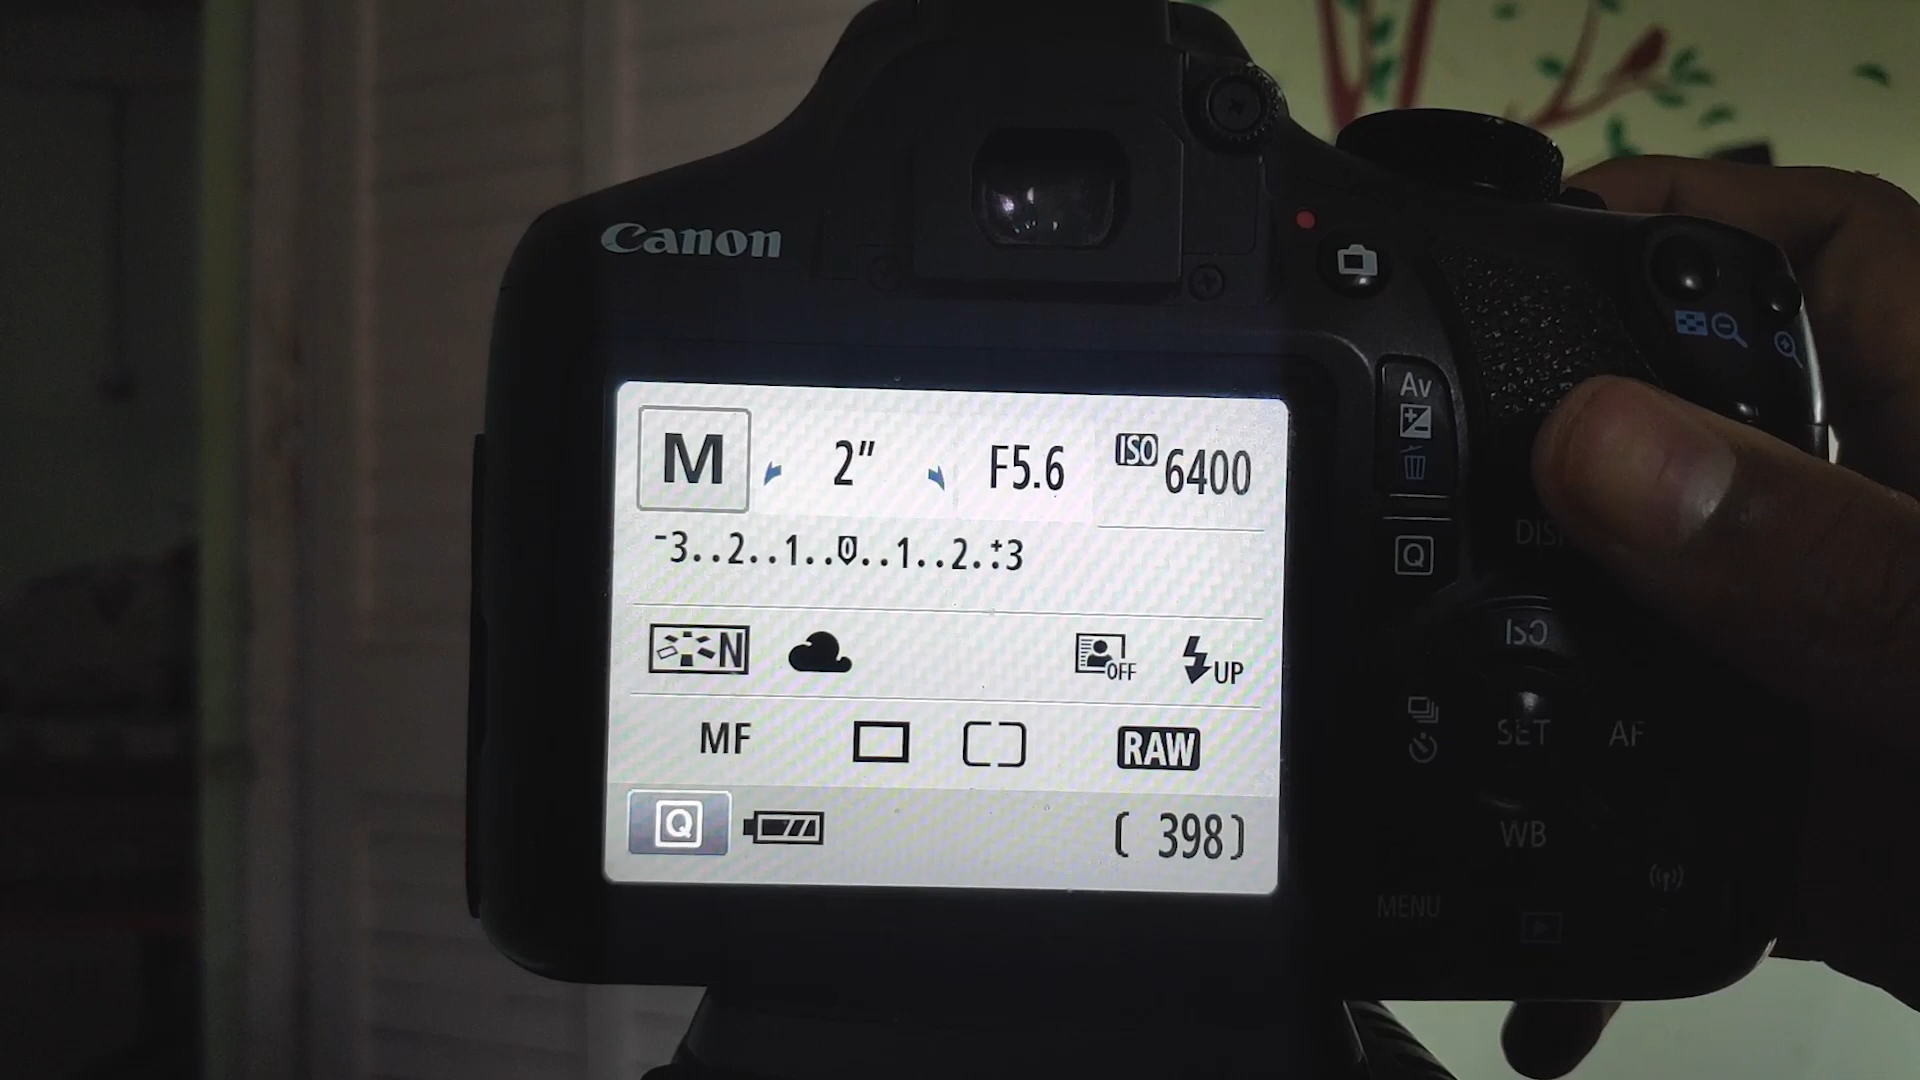 Canon
M 2" F5.6 ISO 6400
-3..2..1..0..1..2.:+3
N OFF UP
MF RAW
Q [ 398]
Av
Q
ISO
SET AF
WB
MENU